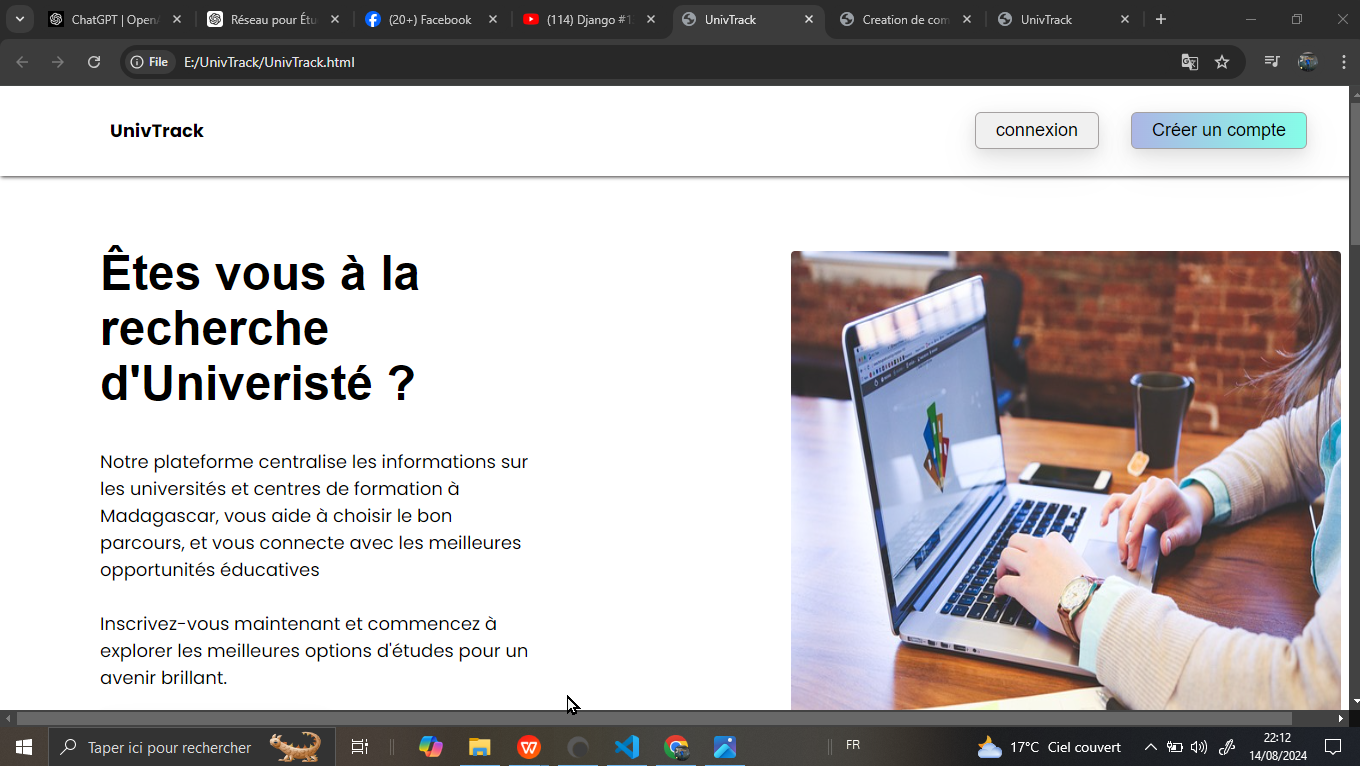 ChatGPT | Open
Réseau pour Étu
(20+) Facebook
(114) Django #1
UnivTrack
Creation de com
UnivTrack
File
E:/UnivTrack/UnivTrack.html
UnivTrack
connexion
Créer un compte
Êtes vous à la
recherche
d'Univeristé ?
Notre plateforme centralise les informations sur
les universités et centres de formation à
Madagascar, vous aide à choisir le bon
parcours, et vous connecte avec les meilleures
opportunités éducatives
Inscrivez-vous maintenant et commencez à
explorer les meilleures options d'études pour un
avenir brillant.
Taper ici pour rechercher
FR
17°C Ciel couvert
22:12
14/08/2024